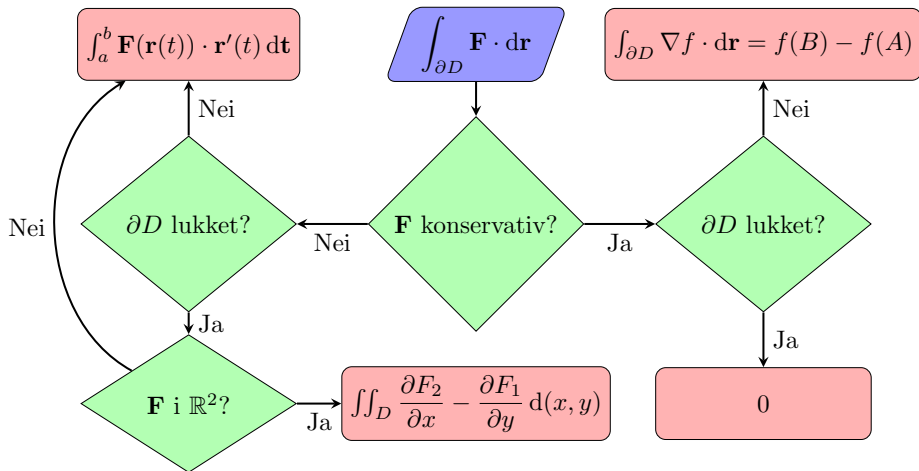 ∫_a^b 𝐅(𝐫(t)) · 𝐫′(t) d𝐭
∫_{∂D} 𝐅 · d𝐫
∫_{∂D} ∇f · d𝐫 = f(B) − f(A)
Nei
Nei
∂D lukket?
𝐅 konservativ?
∂D lukket?
Nei
Nei
Ja
Ja
Ja
𝐅 i ℝ²?
Ja
∬_D ∂F₂/∂x − ∂F₁/∂y d(x, y)
0